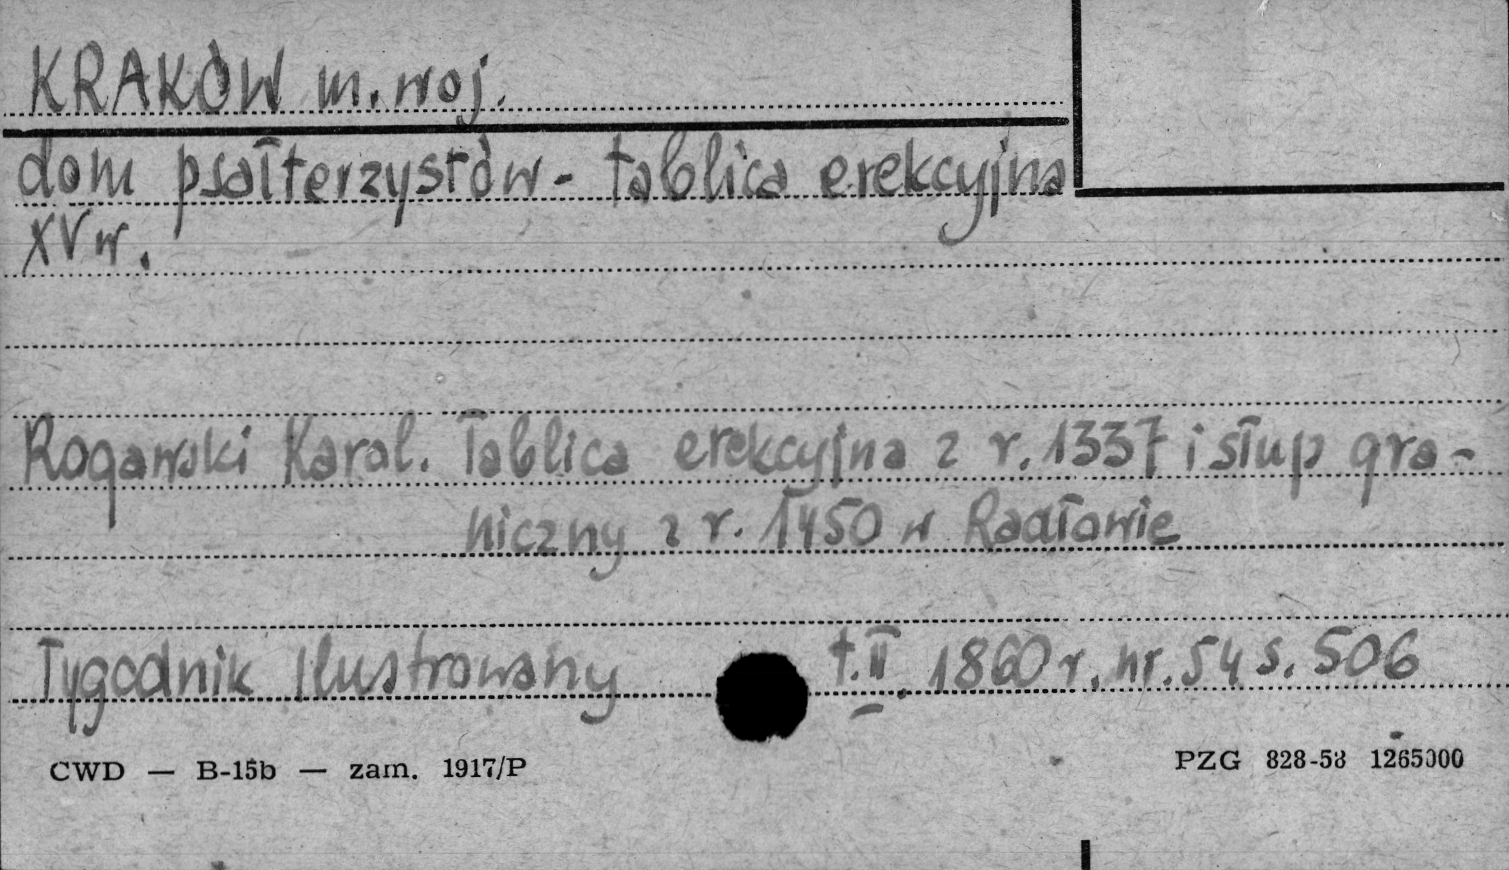 KRAKÓW m. woj.
dom psałterzystów - tablica erekcyjna
XV w.
Rogawski Karol. Tablica erekcyjna z r. 1337 i słup gra-
niczny z r. 1450 w Radłowie
Tygodnik Ilustrowany t. II. 1860 r. nr. 54 s. 506
CWD — B-15b — zam. 1917/P
PZG 828-58 1265000